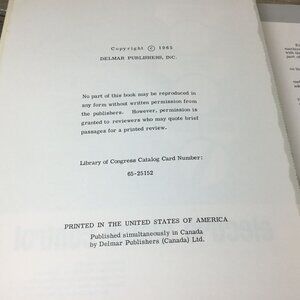 Copyright © 1965
DELMAR PUBLISHERS, INC.
No part of this book may be reproduced in
any form without written permission from
the publishers. However, permission is
granted to reviewers who may quote brief
passages for a printed review.
Library of Congress Catalog Card Number:
65-25152
PRINTED IN THE UNITED STATES OF AMERICA
Published simultaneously in Canada
by Delmar Publishers (Canada) Ltd.